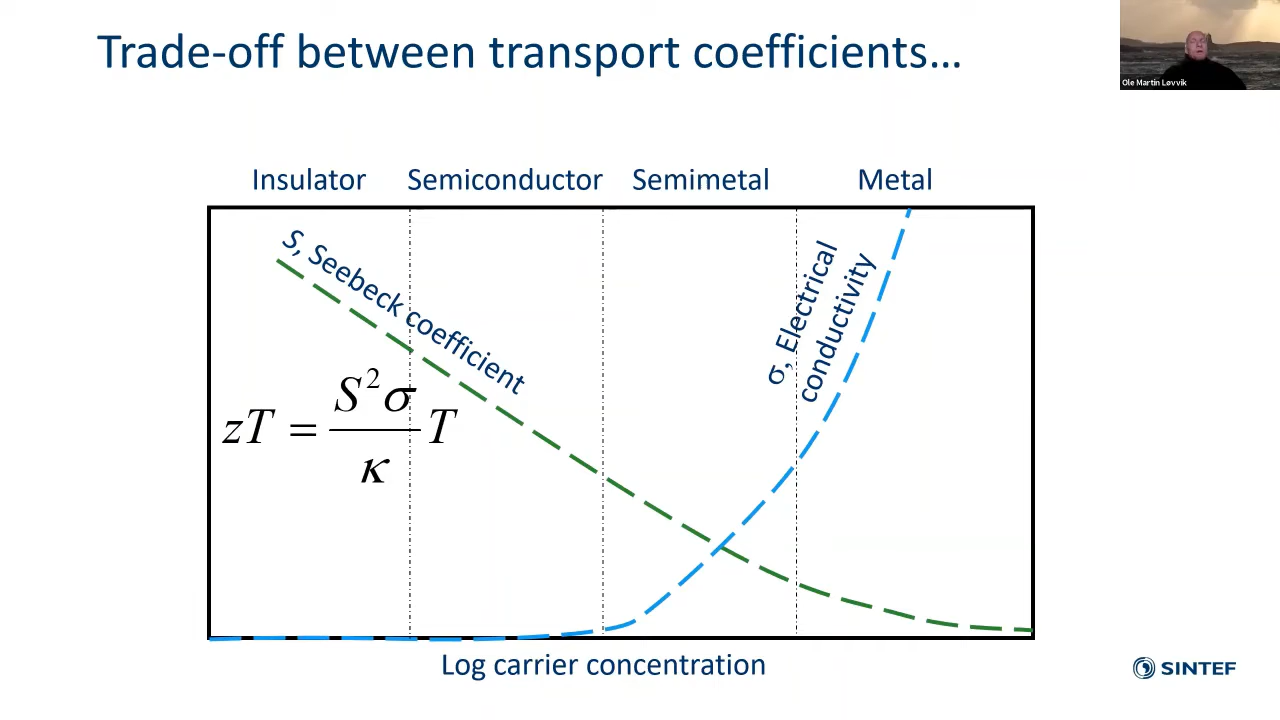 Trade-off between transport coefficients...
Ole Martin Løvvik
Insulator Semiconductor Semimetal Metal
S, Seebeck coefficient
σ, Electrical
conductivity
zT = S²σ/κ T
Log carrier concentration
SINTEF